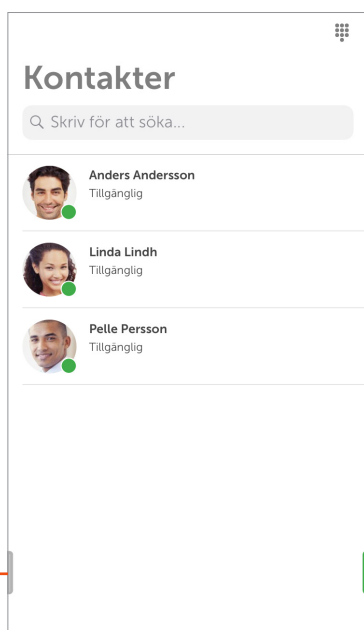 Kontakter
Skriv för att söka...
Anders Andersson
Tillgänglig
Linda Lindh
Tillgänglig
Pelle Persson
Tillgänglig